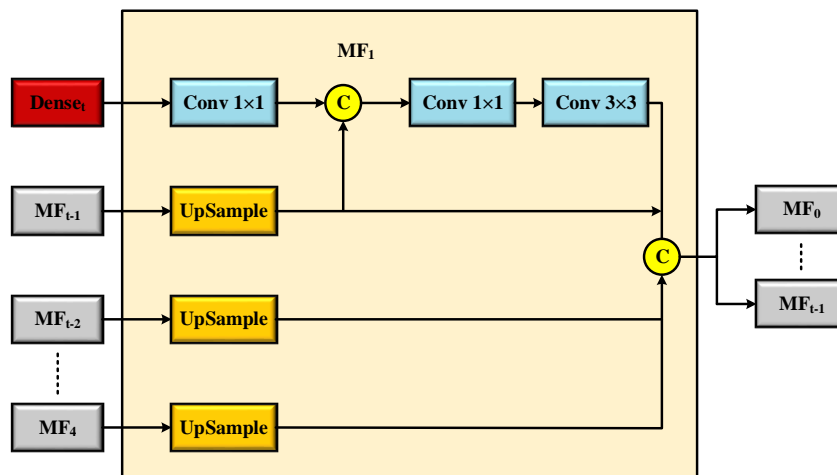 MF₁
Denseₜ
Conv 1×1
C
Conv 1×1
Conv 3×3
MFₜ₋₁
UpSample
MF₀
C
MFₜ₋₂
UpSample
MFₜ₋₁
MF₄
UpSample